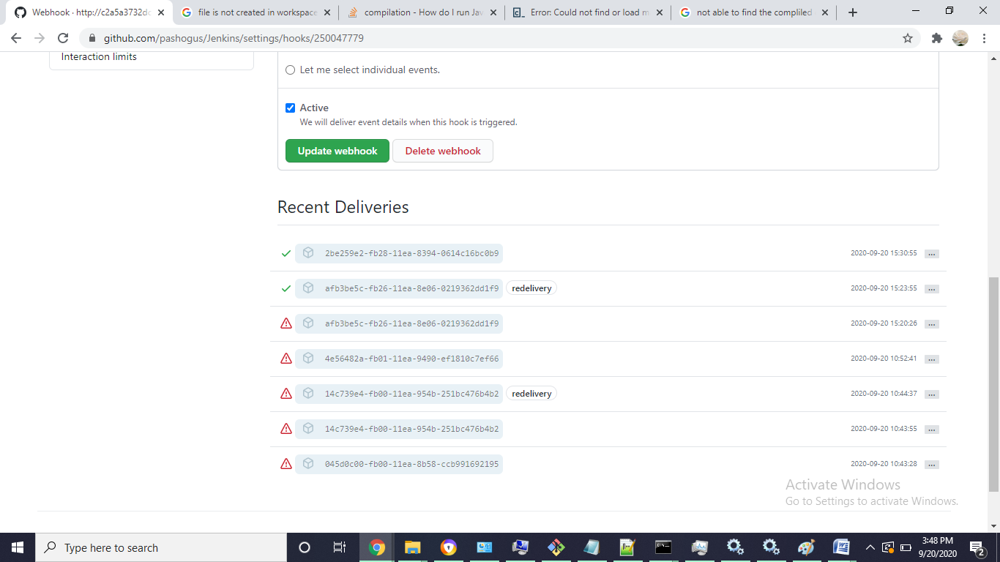 Webhook · http://c2a5a3732dc
file is not created in workspace
compilation - How do I run Jav
Error: Could not find or load m
not able to find the compliled
github.com/pashogus/Jenkins/settings/hooks/250047779
Interaction limits
Let me select individual events.
Active
We will deliver event details when this hook is triggered.
Update webhook
Delete webhook
Recent Deliveries
2be259e2-fb28-11ea-8394-0614c16bc0b9 2020-09-20 15:30:55 ...
afb3be5c-fb26-11ea-8e06-0219362dd1f9 redelivery 2020-09-20 15:23:55 ...
afb3be5c-fb26-11ea-8e06-0219362dd1f9 2020-09-20 15:20:26 ...
4e56482a-fb01-11ea-9490-ef1810c7ef66 2020-09-20 10:52:41 ...
14c739e4-fb00-11ea-954b-251bc476b4b2 redelivery 2020-09-20 10:44:37 ...
14c739e4-fb00-11ea-954b-251bc476b4b2 2020-09-20 10:43:55 ...
045d0c00-fb00-11ea-8b58-ccb991692195 2020-09-20 10:43:28 ...
Activate Windows
Go to Settings to activate Windows.
Type here to search
3:48 PM
9/20/2020
2